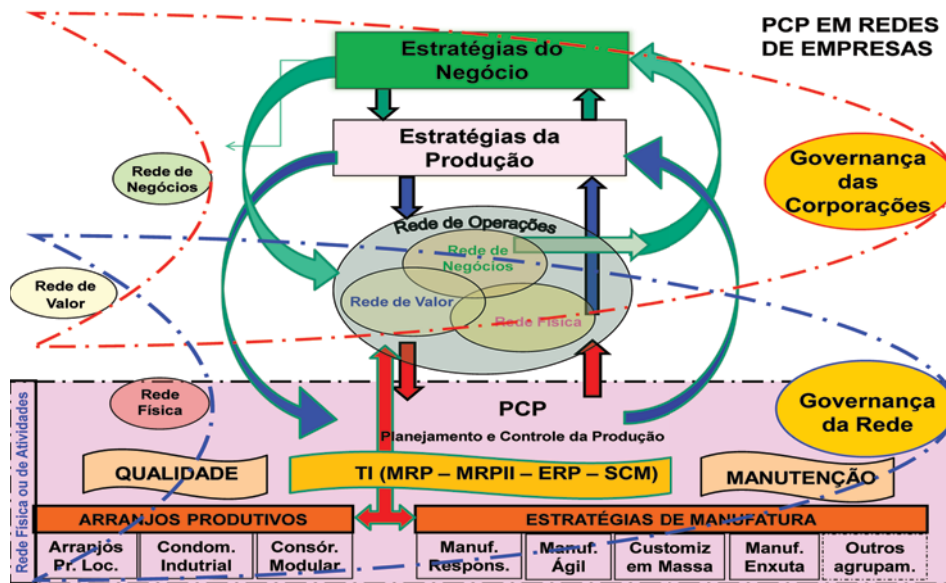 PCP EM REDES
DE EMPRESAS
Estratégias do
Negócio
Estratégias da
Produção
Rede de
Negócios
Governança
das
Corporações
Rede de Operações
Rede de
Negócios
Rede de Valor
Rede Física
Rede de
Valor
Rede
Física
PCP
Planejamento e Controle da Produção
Governança
da Rede
Rede Física ou de Atividades
QUALIDADE
TI (MRP – MRPII – ERP – SCM)
MANUTENÇÃO
ARRANJOS PRODUTIVOS
ESTRATÉGIAS DE MANUFATURA
Arranjos
Pr. Loc.
Condom.
Indutrial
Consór.
Modular
Manuf.
Respons.
Manuf.
Ágil
Customiz
em Massa
Manuf.
Enxuta
Outros
agrupam.